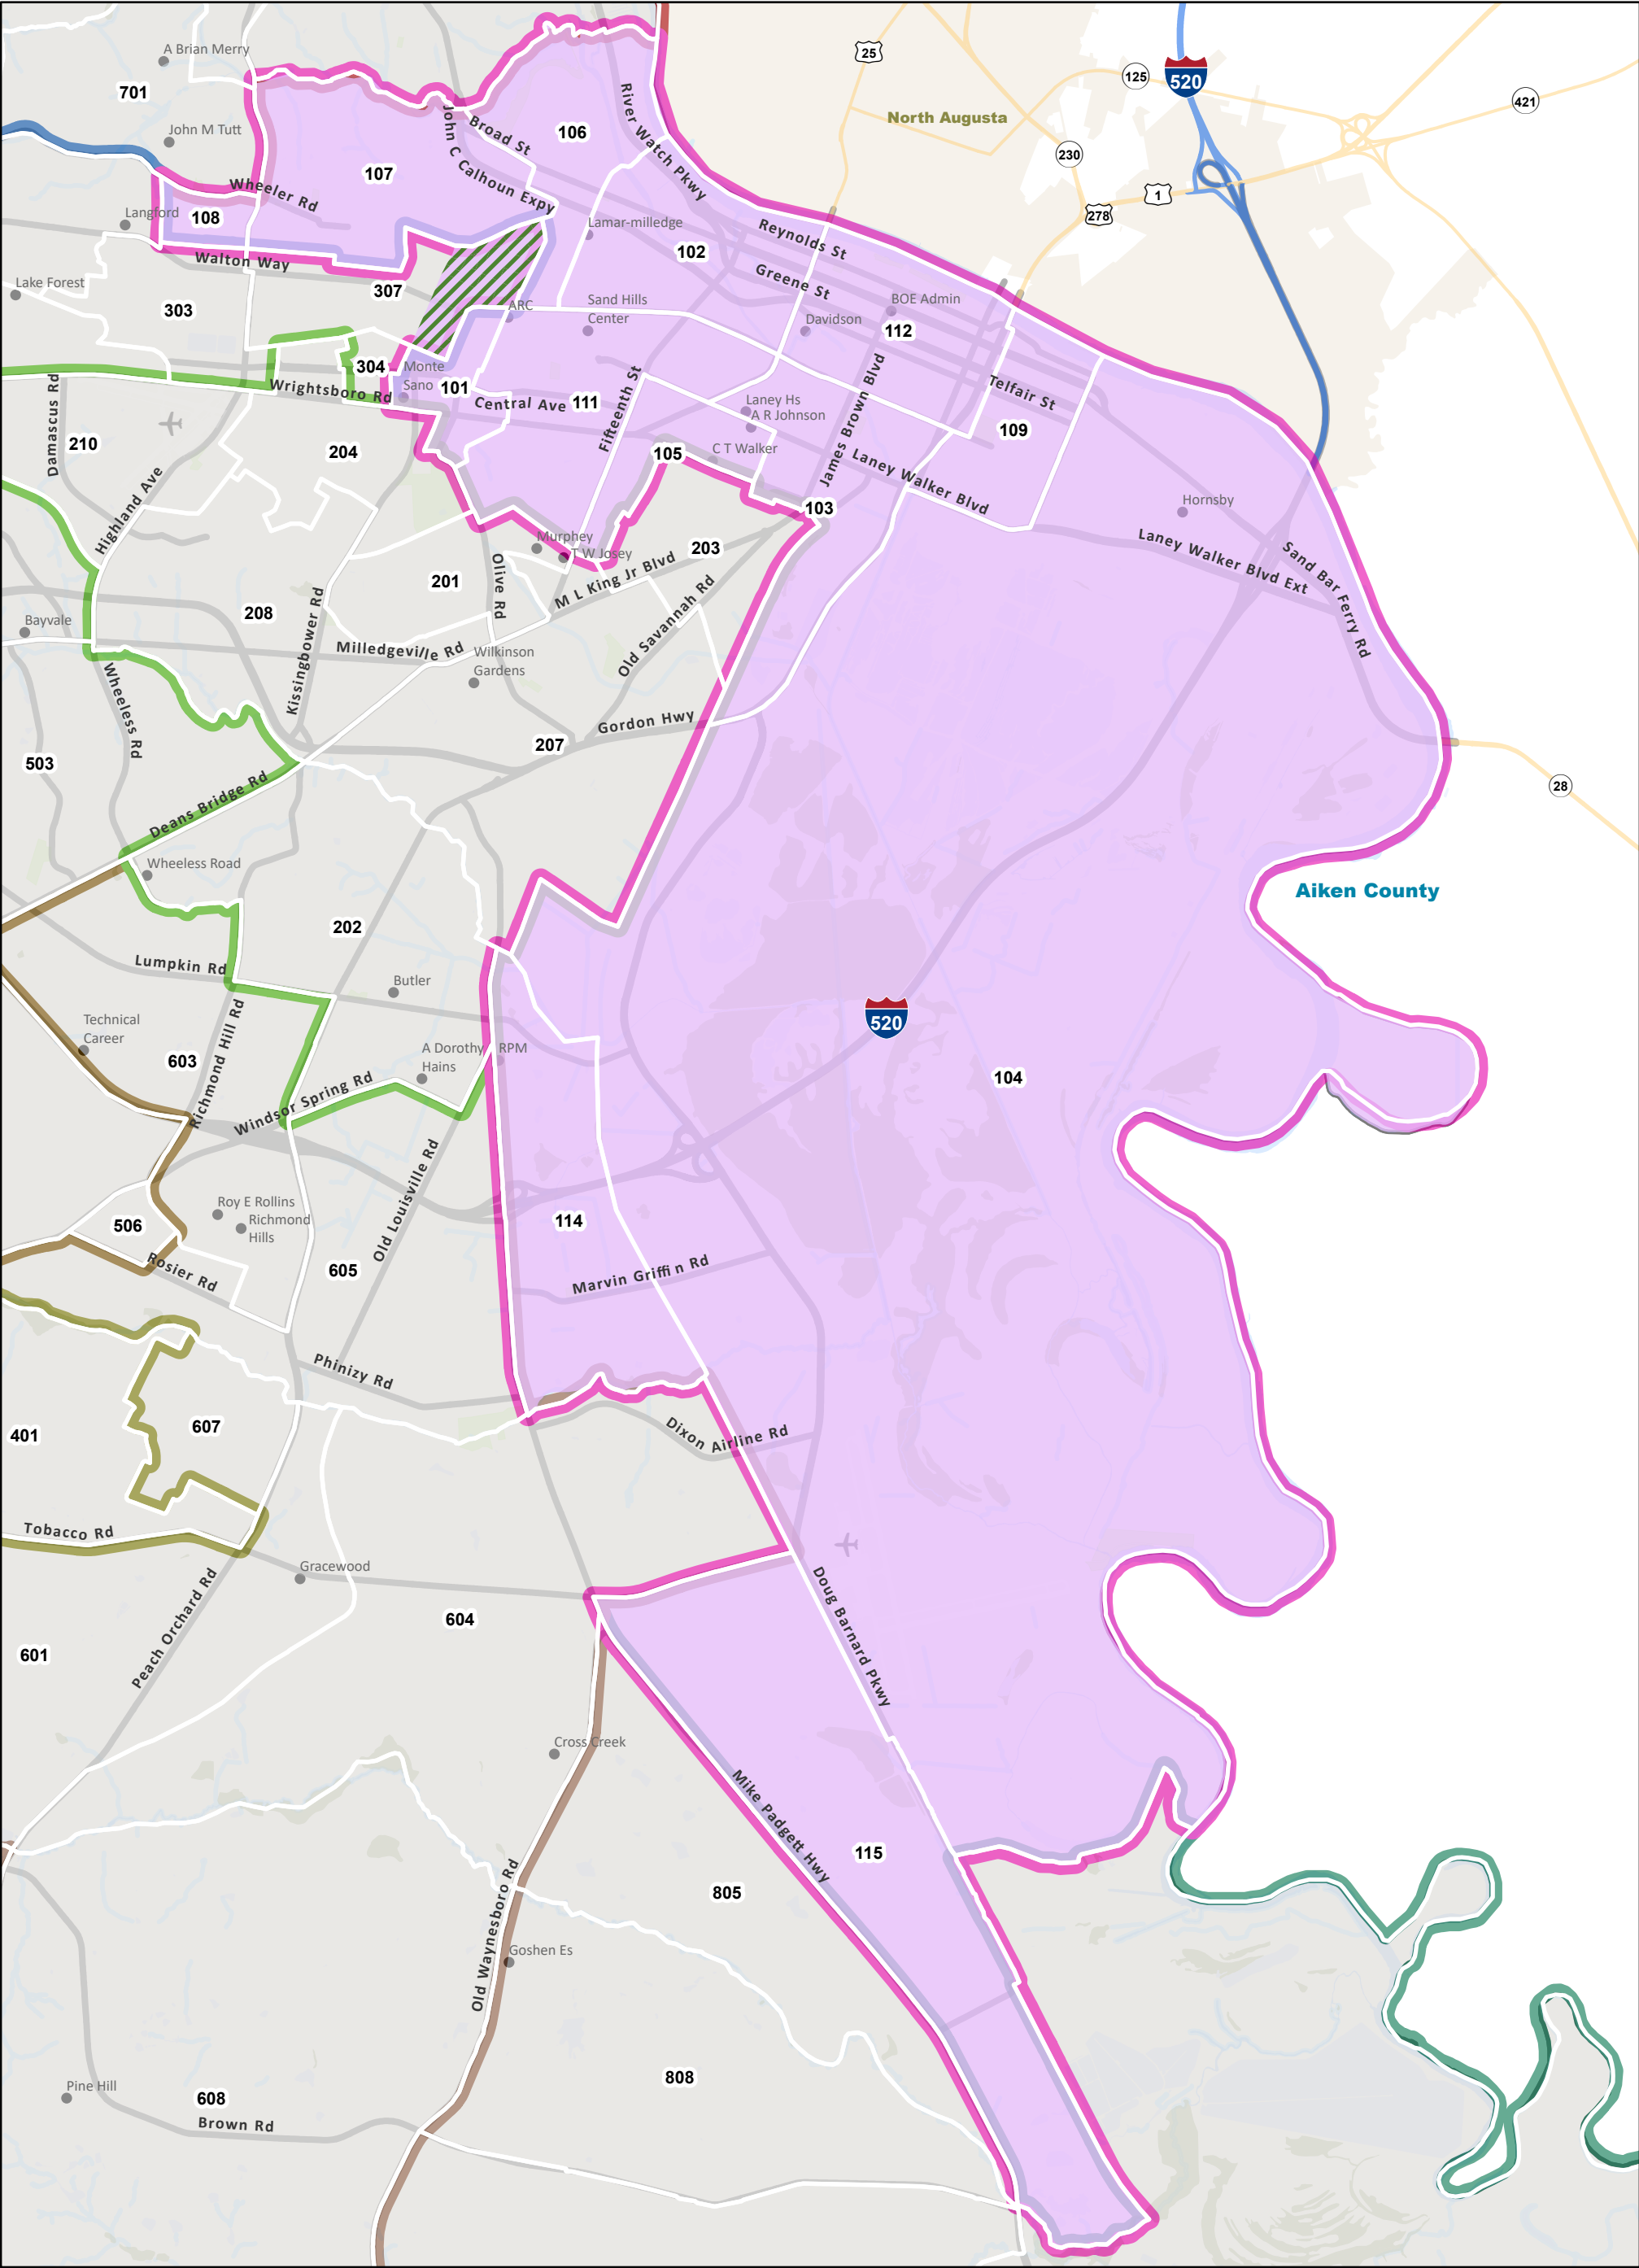 A Brian Merry
701
25
125
520
421
North Augusta
106
River Watch Pkwy
Broad St
John C Calhoun Expy
John M Tutt
230
107
Wheeler Rd
1
278
Langford
108
Lamar-milledge
102
Reynolds St
Walton Way
Greene St
Lake Forest
307
303
ARC
Sand Hills
Center
BOE Admin
Davidson
112
304
Monte
Sano
101
Wrightsboro Rd
Central Ave
111
Fifteenth St
Laney Hs
A R Johnson
James Brown Blvd
Telfair St
109
Damascus Rd
210
204
105
C T Walker
Laney Walker Blvd
Highland Ave
103
Hornsby
Murphey
T W Josey
203
Laney Walker Blvd Ext
Sand Bar Ferry Rd
201
Olive Rd
M L King Jr Blvd
Old Savannah Rd
208
Kissingbower Rd
Bayvale
Milledgeville Rd
Wilkinson
Gardens
Wheeless Rd
Gordon Hwy
207
503
28
Deans Bridge Rd
Wheeless Road
Aiken County
202
Lumpkin Rd
Butler
520
Technical
Career
603
Richmond Hill Rd
A Dorothy
Hains
RPM
104
Windsor Spring Rd
Old Louisville Rd
Roy E Rollins
Richmond
Hills
506
114
Rosier Rd
605
Marvin Griffin Rd
Phinizy Rd
607
401
Dixon Airline Rd
Tobacco Rd
Gracewood
Peach Orchard Rd
604
Doug Barnard Pkwy
601
Cross Creek
Mike Padgett Hwy
115
805
Old Waynesboro Rd
Goshen Es
808
Pine Hill
608
Brown Rd